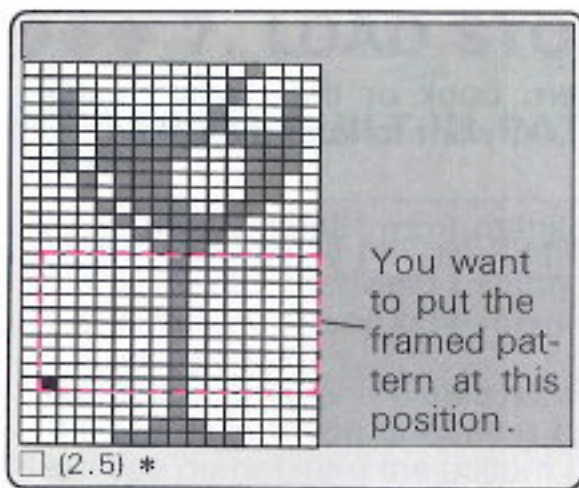 You want
to put the
framed pat-
tern at this
position.
□ (2.5) *